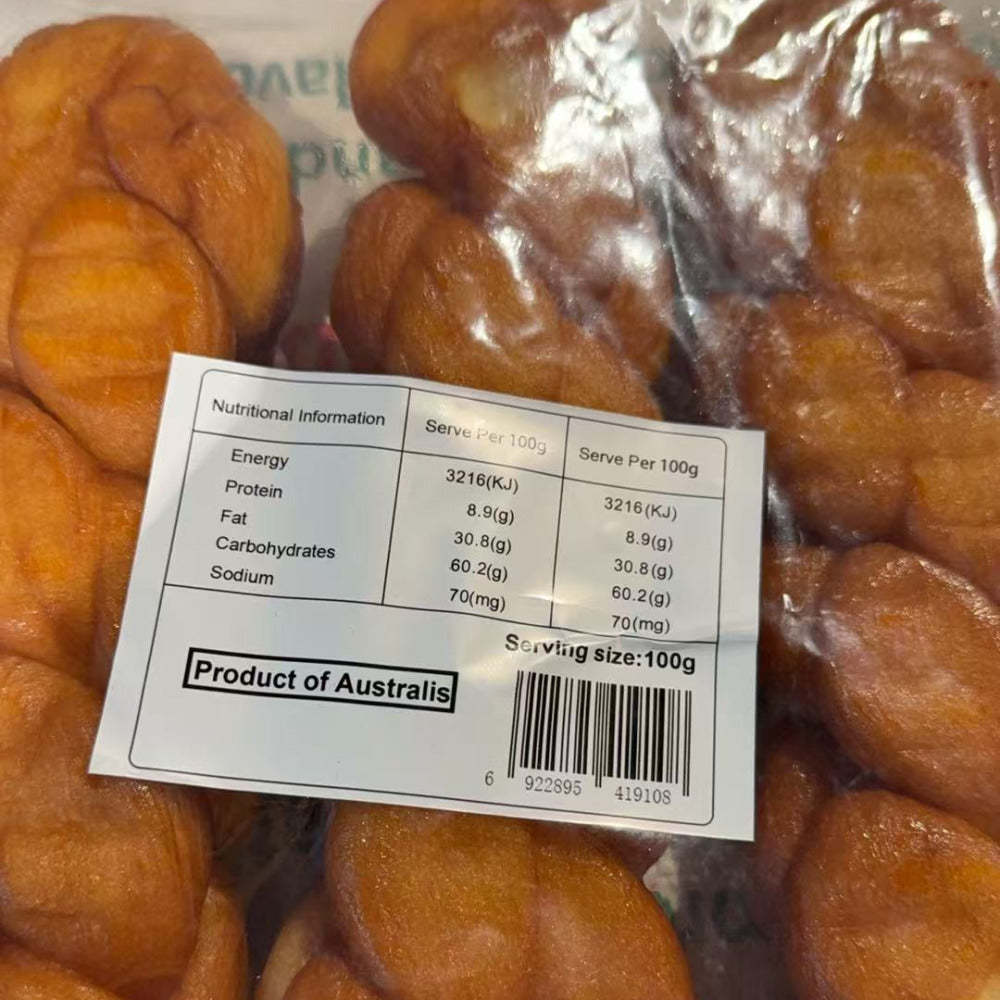 Nutritional Information Serve Per 100g Serve Per 100g
Energy 3216(KJ) 3216(KJ)
Protein 8.9(g) 8.9(g)
Fat 30.8(g) 30.8(g)
Carbohydrates 60.2(g) 60.2(g)
Sodium 70(mg) 70(mg)
Serving size:100g
Product of Australis
6 922895 419108